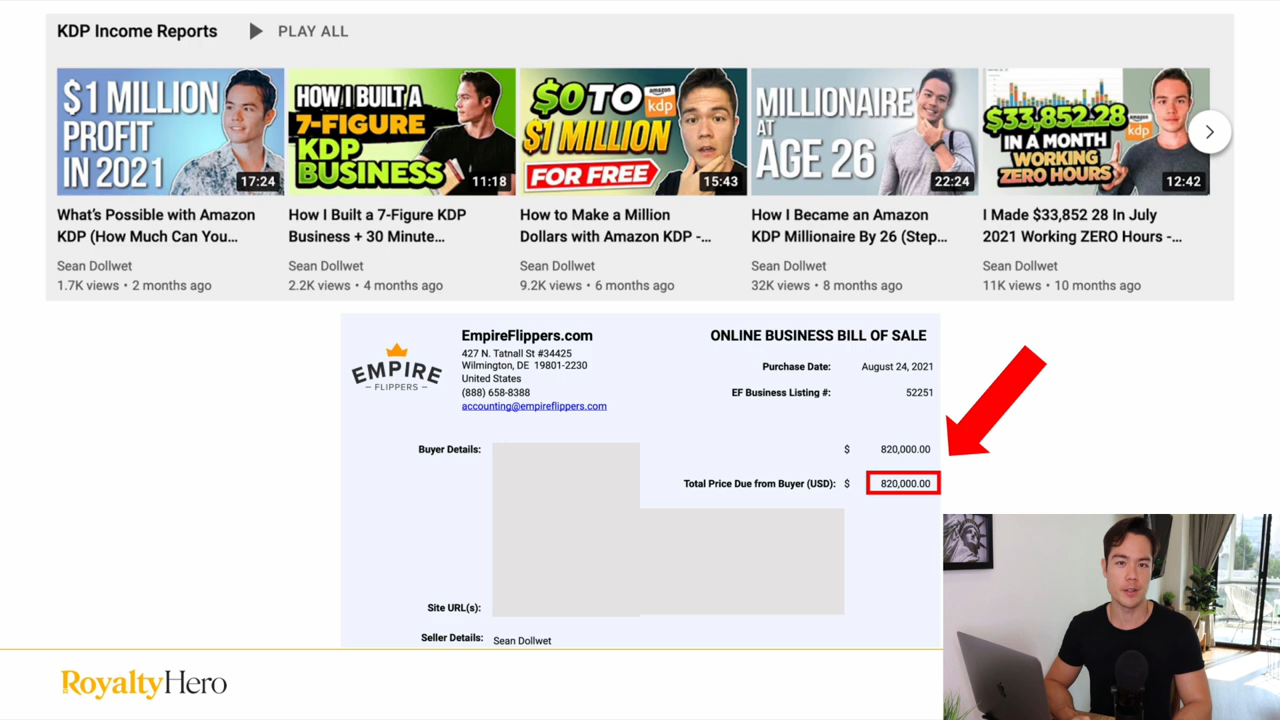 KDP Income Reports PLAY ALL
$1 MILLION
PROFIT
IN 2021
17:24
HOW I BUILT A
7-FIGURE
KDP
BUSINESS
11:18
$0 TO
amazon
kdp
$1 MILLION
FOR FREE
15:43
MILLIONAIRE
AT
AGE 26
22:24
$33,852.28
amazon
kdp
IN A MONTH
WORKING
ZERO HOURS
12:42
What's Possible with Amazon
KDP (How Much Can You...
Sean Dollwet
1.7K views • 2 months ago
How I Built a 7-Figure KDP
Business + 30 Minute...
Sean Dollwet
2.2K views • 4 months ago
How to Make a Million
Dollars with Amazon KDP -...
Sean Dollwet
9.2K views • 6 months ago
How I Became an Amazon
KDP Millionaire By 26 (Step...
Sean Dollwet
32K views • 8 months ago
I Made $33,852 28 In July
2021 Working ZERO Hours -...
Sean Dollwet
11K views • 10 months ago
EMPIRE
FLIPPERS
EmpireFlippers.com
427 N. Tatnall St #34425
Wilmington, DE 19801-2230
United States
(888) 658-8388
accounting@empireflippers.com
ONLINE BUSINESS BILL OF SALE
Purchase Date: August 24, 2021
EF Business Listing #: 52251
Buyer Details:
$ 820,000.00
Total Price Due from Buyer (USD): $ 820,000.00
Site URL(s):
Seller Details: Sean Dollwet
RoyaltyHero